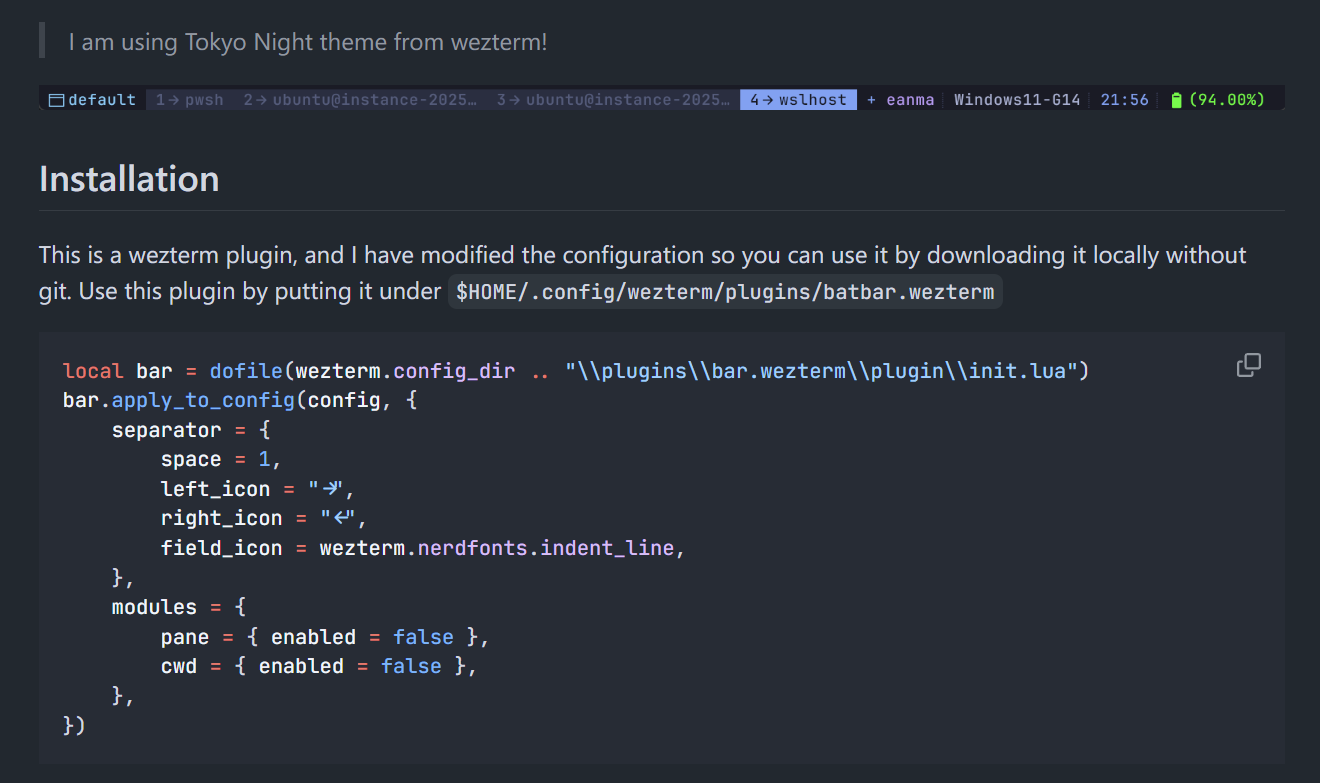 I am using Tokyo Night theme from wezterm!
default 1 → pwsh 2 → ubuntu@instance-2025… 3 → ubuntu@instance-2025… 4 → wslhost + eanma Windows11-G14 21:56 (94.00%)
Installation
This is a wezterm plugin, and I have modified the configuration so you can use it by downloading it locally without
git. Use this plugin by putting it under $HOME/.config/wezterm/plugins/batbar.wezterm
local bar = dofile(wezterm.config_dir .. "\\plugins\\bar.wezterm\\plugin\\init.lua")
bar.apply_to_config(config, {
    separator = {
        space = 1,
        left_icon = "->",
        right_icon = "<-",
        field_icon = wezterm.nerdfonts.indent_line,
    },
    modules = {
        pane = { enabled = false },
        cwd = { enabled = false },
    },
})